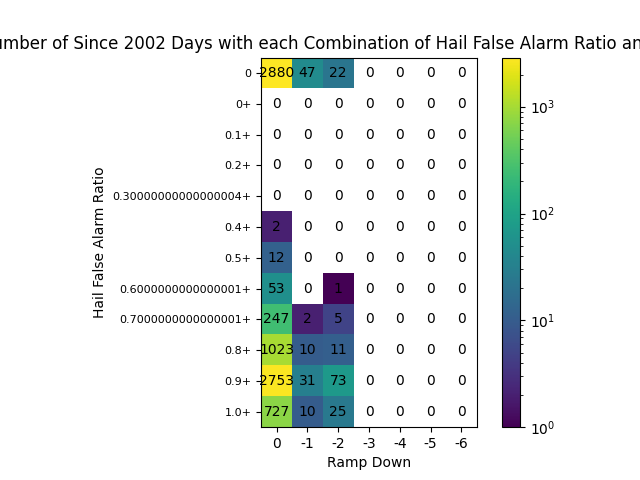 of Since 2002 Days with each Combination of Hail False Alarm Ratio
Hail False Alarm Ratio
0 2880 47 22 0 0 0 0
0+ 0 0 0 0 0 0 0
0.1+ 0 0 0 0 0 0 0
0.2+ 0 0 0 0 0 0 0
0.30000000000000004+ 0 0 0 0 0 0 0
0.4+ 2 0 0 0 0 0 0
0.5+ 12 0 0 0 0 0 0
0.6000000000000001+ 53 0 1 0 0 0 0
0.7000000000000001+ 247 2 5 0 0 0 0
0.8+ 1023 10 11 0 0 0 0
0.9+ 2753 31 73 0 0 0 0
1.0+ 727 10 25 0 0 0 0
0 -1 -2 -3 -4 -5 -6
Ramp Down
10³
10²
10¹
10⁰